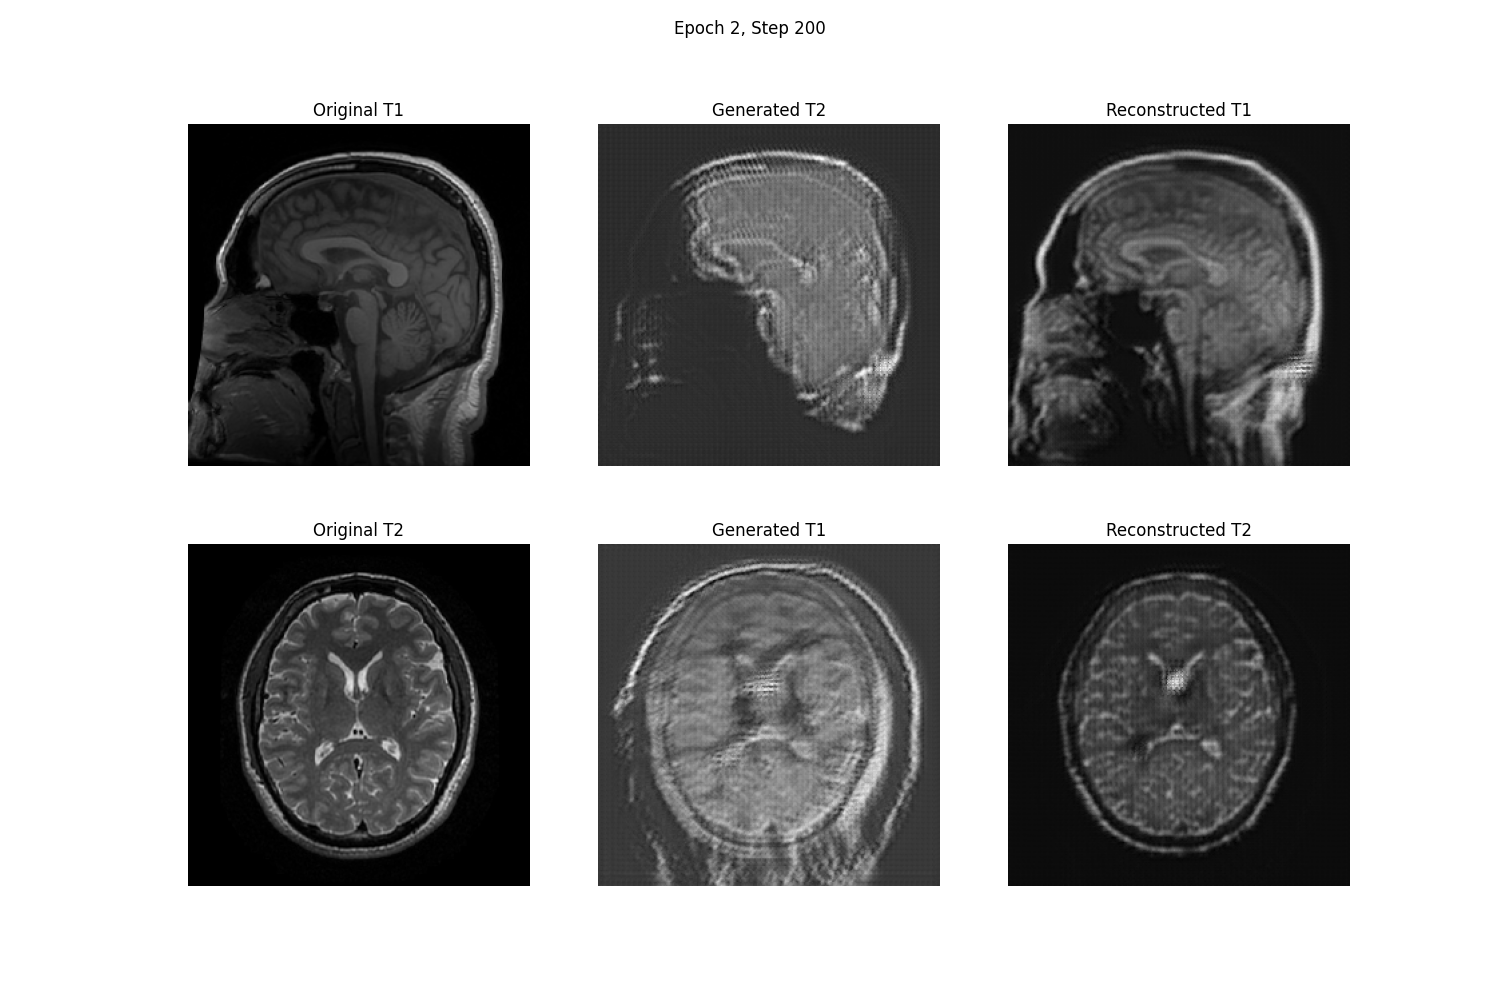 Epoch 2, Step 200
Original T1
Generated T2
Reconstructed T1
Original T2
Generated T1
Reconstructed T2